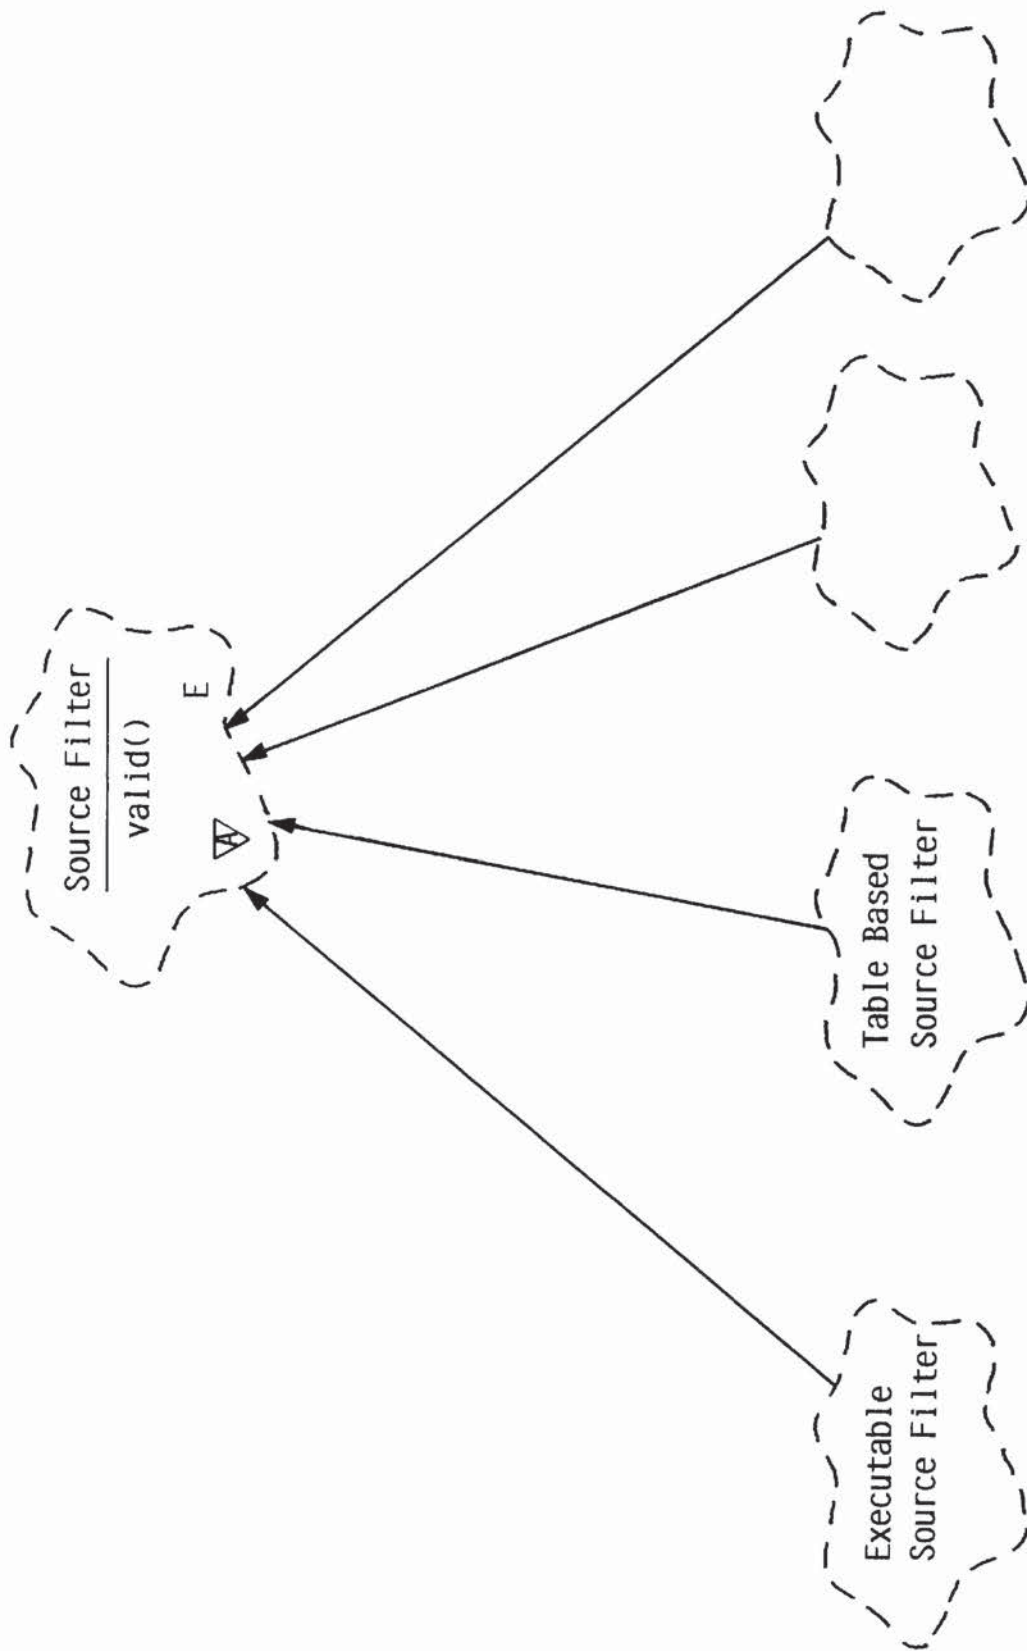 Source Filter
valid()
A
E
Executable
Source Filter
Table Based
Source Filter